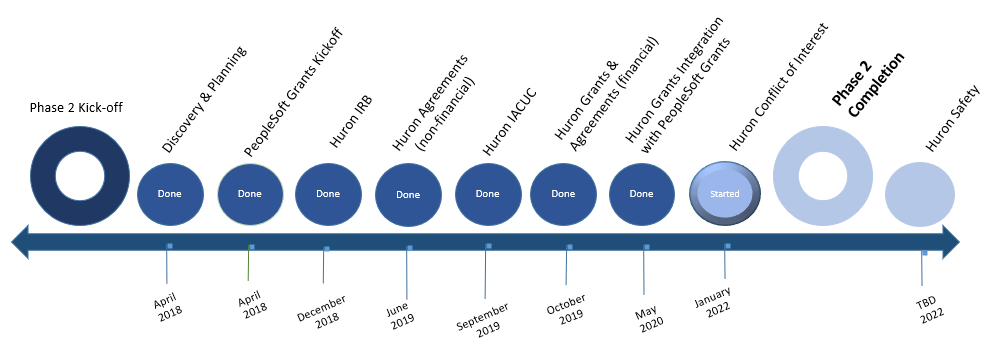 Phase 2 Kick-off
Discovery & Planning
PeopleSoft Grants Kickoff
Huron IRB
Huron Agreements
(non-financial)
Huron IACUC
Huron Grants &
Agreements (financial)
Huron Grants Integration
with PeopleSoft Grants
Huron Conflict of Interest
Phase 2
Completion
Huron Safety
Done
Done
Done
Done
Done
Done
Done
Started
April
2018
April
2018
December
2018
June
2019
September
2019
October
2019
May
2020
January
2022
TBD
2022